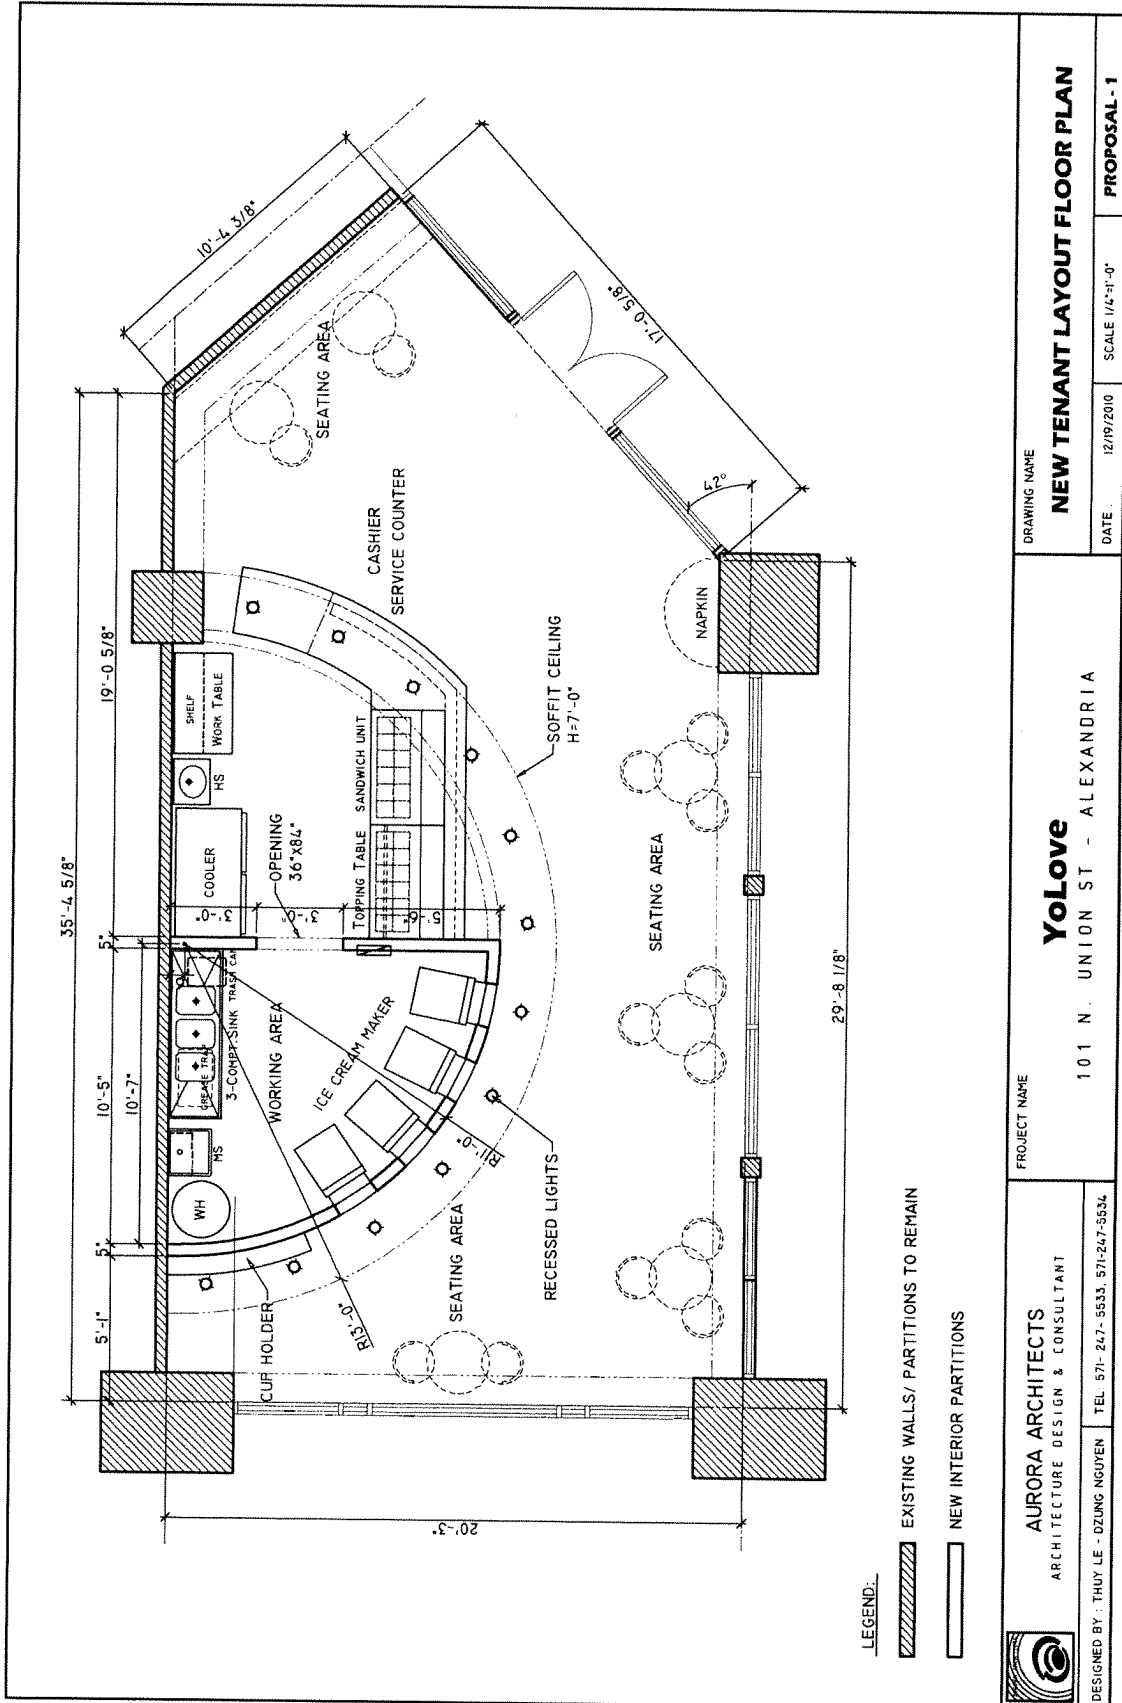 35'-4 5/8"
5'-1"
5"
10'-5"
10'-7"
5"
19'-0 5/8"
10'-4 3/8"
17'-0 5/8"
42°
29'-8 1/8"
20'-3"
3'-0"
3'-0"
5'-6"
WH
MS
GREASE TRAP
3-COMPT.SINK
TRASH CAN
COOLER
HS
SHELF
WORK TABLE
OPENING
36"x84"
TOPPING TABLE
SANDWICH UNIT
WORKING AREA
ICE CREAM MAKER
CUP HOLDER
R13'-0"
R11'-0"
CASHIER
SERVICE COUNTER
SEATING AREA
SOFFIT CEILING
H=7'-0"
NAPKIN
SEATING AREA
SEATING AREA
RECESSED LIGHTS
LEGEND:
EXISTING WALLS/ PARTITIONS TO REMAIN
NEW INTERIOR PARTITIONS
AURORA ARCHITECTS
ARCHITECTURE DESIGN & CONSULTANT
DESIGNED BY : THUY LE - DZUNG NGUYEN
TEL: 571- 247- 5533, 571-247-5534
PROJECT NAME
YoLove
101 N. UNION ST - ALEXANDRIA
DRAWING NAME
NEW TENANT LAYOUT FLOOR PLAN
DATE : 12/19/2010
SCALE 1/4"=1'-0"
PROPOSAL - 1